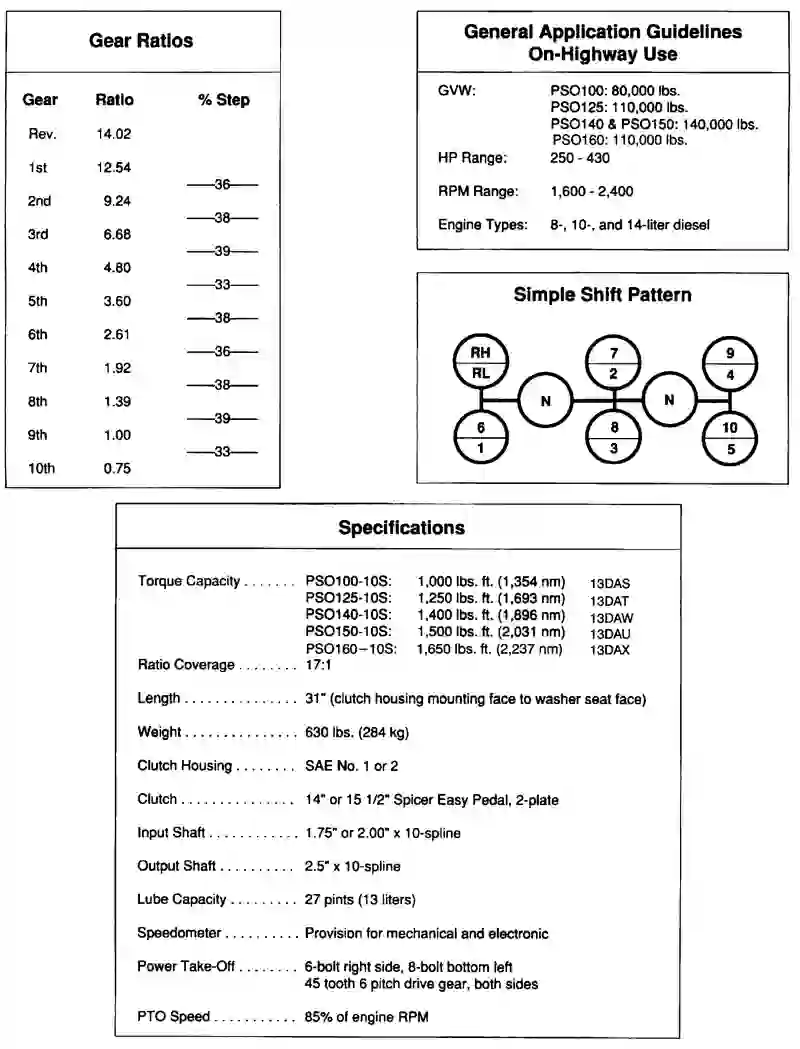 Gear Ratios
Gear Ratio % Step
Rev. 14.02
1st 12.54
36
2nd 9.24
38
3rd 6.68
39
4th 4.80
33
5th 3.60
38
6th 2.61
36
7th 1.92
38
8th 1.39
39
9th 1.00
33
10th 0.75
General Application Guidelines
On-Highway Use
GVW: PSO100: 80,000 lbs.
PSO125: 110,000 lbs.
PSO140 & PSO150: 140,000 lbs.
PSO160: 110,000 lbs.
HP Range: 250 - 430
RPM Range: 1,600 - 2,400
Engine Types: 8-, 10-, and 14-liter diesel
Simple Shift Pattern
RH 7 9
RL 2 4
N N
6 8 10
1 3 5
Specifications
Torque Capacity ....... PSO100-10S: 1,000 lbs. ft. (1,354 nm) 13DAS
PSO125-10S: 1,250 lbs. ft. (1,693 nm) 13DAT
PSO140-10S: 1,400 lbs. ft. (1,896 nm) 13DAW
PSO150-10S: 1,500 lbs. ft. (2,031 nm) 13DAU
PSO160-10S: 1,650 lbs. ft. (2,237 nm) 13DAX
Ratio Coverage ........ 17:1
Length ............... 31" (clutch housing mounting face to washer seat face)
Weight ............... 630 lbs. (284 kg)
Clutch Housing ........ SAE No. 1 or 2
Clutch ............... 14" or 15 1/2" Spicer Easy Pedal, 2-plate
Input Shaft ............ 1.75" or 2.00" x 10-spline
Output Shaft .......... 2.5" x 10-spline
Lube Capacity ......... 27 pints (13 liters)
Speedometer .......... Provision for mechanical and electronic
Power Take-Off ........ 6-bolt right side, 8-bolt bottom left
45 tooth 6 pitch drive gear, both sides
PTO Speed ........... 85% of engine RPM